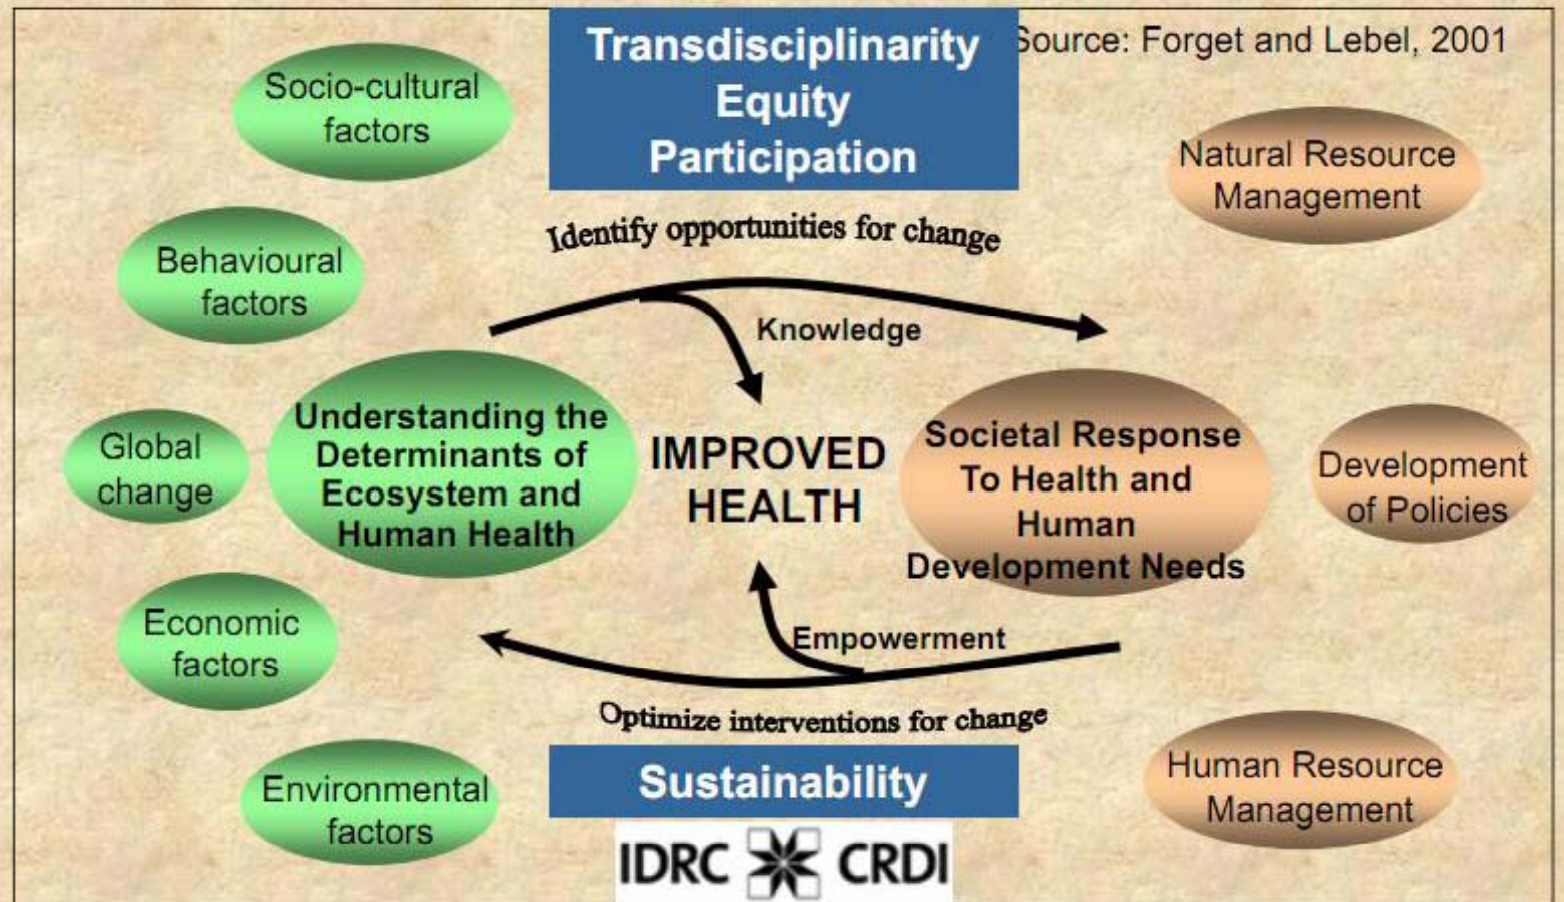 Transdisciplinarity
Equity
Participation
Source: Forget and Lebel, 2001
Socio-cultural
factors
Natural Resource
Management
Identify opportunities for change
Behavioural
factors
Knowledge
Global
change
Understanding the
Determinants of
Ecosystem and
Human Health
IMPROVED
HEALTH
Societal Response
To Health and
Human
Development Needs
Development
of Policies
Economic
factors
Empowerment
Optimize interventions for change
Environmental
factors
Sustainability
Human Resource
Management
IDRC CRDI